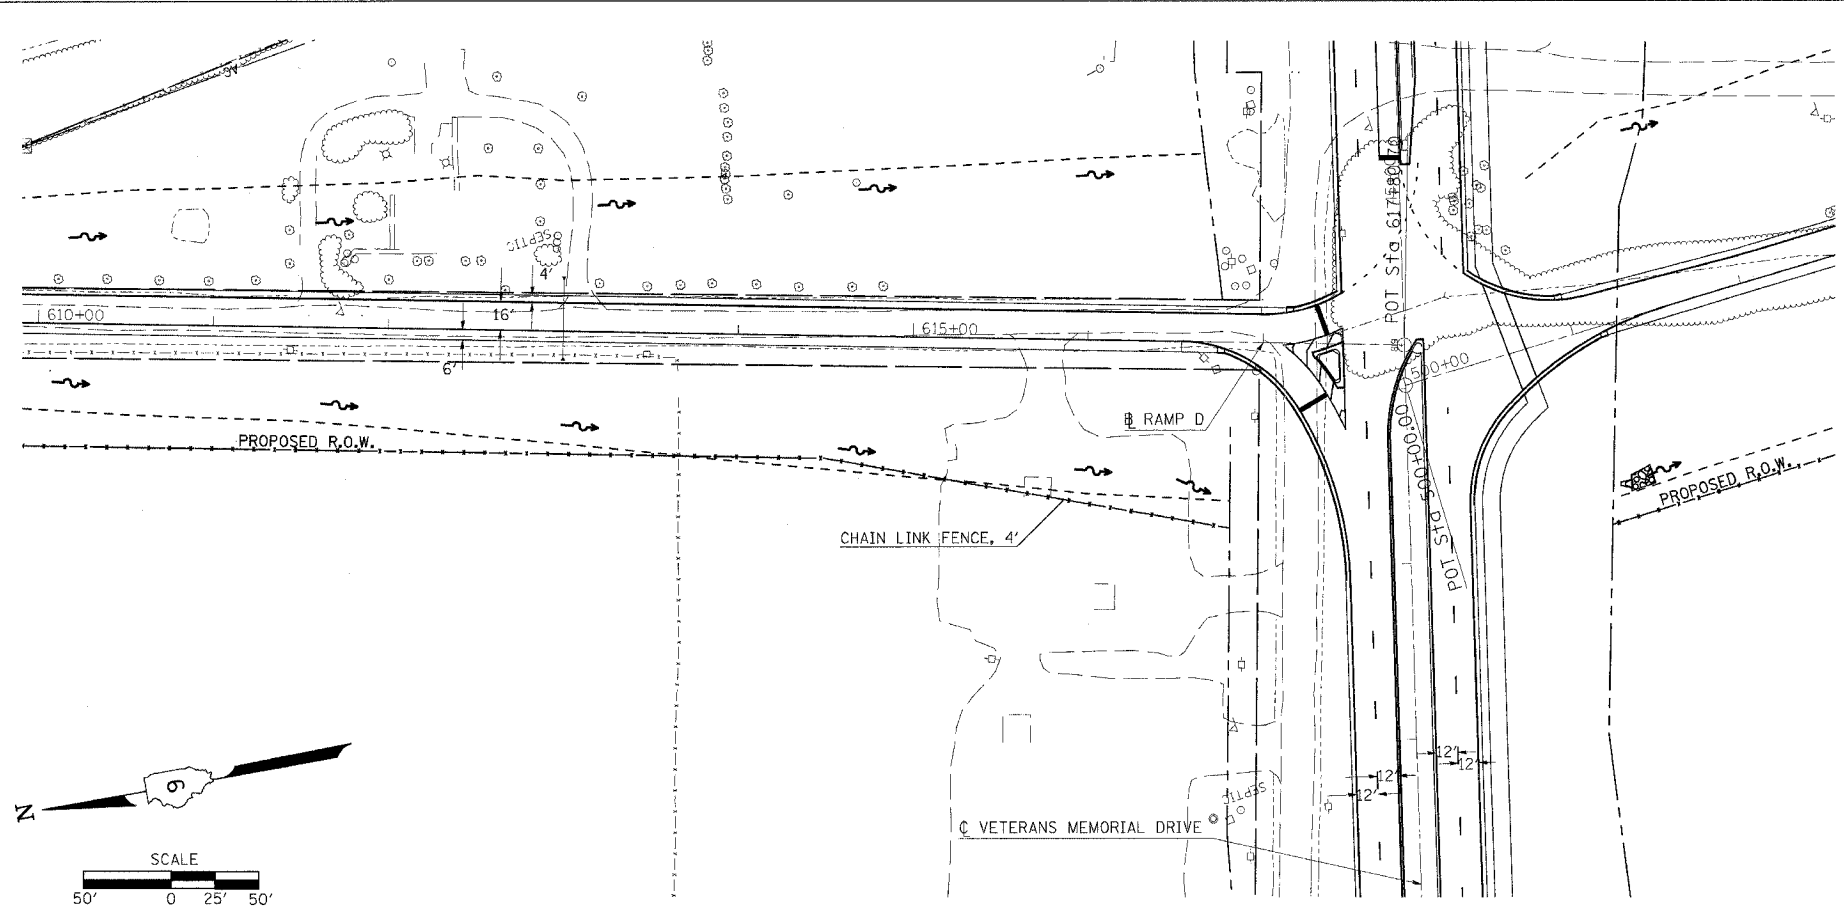 SEPTIC
4'
610+00
16'
615+00
6'
POT Sta 617+80.70
500+00
℄ RAMP D
PROPOSED R.O.W.
PROPOSED R.O.W.
POT Sta 500+00.00
CHAIN LINK FENCE, 4'
12'
12'
12'
12'
SEPTIC
℄ VETERANS MEMORIAL DRIVE
N
6
SCALE
50' 0 25' 50'